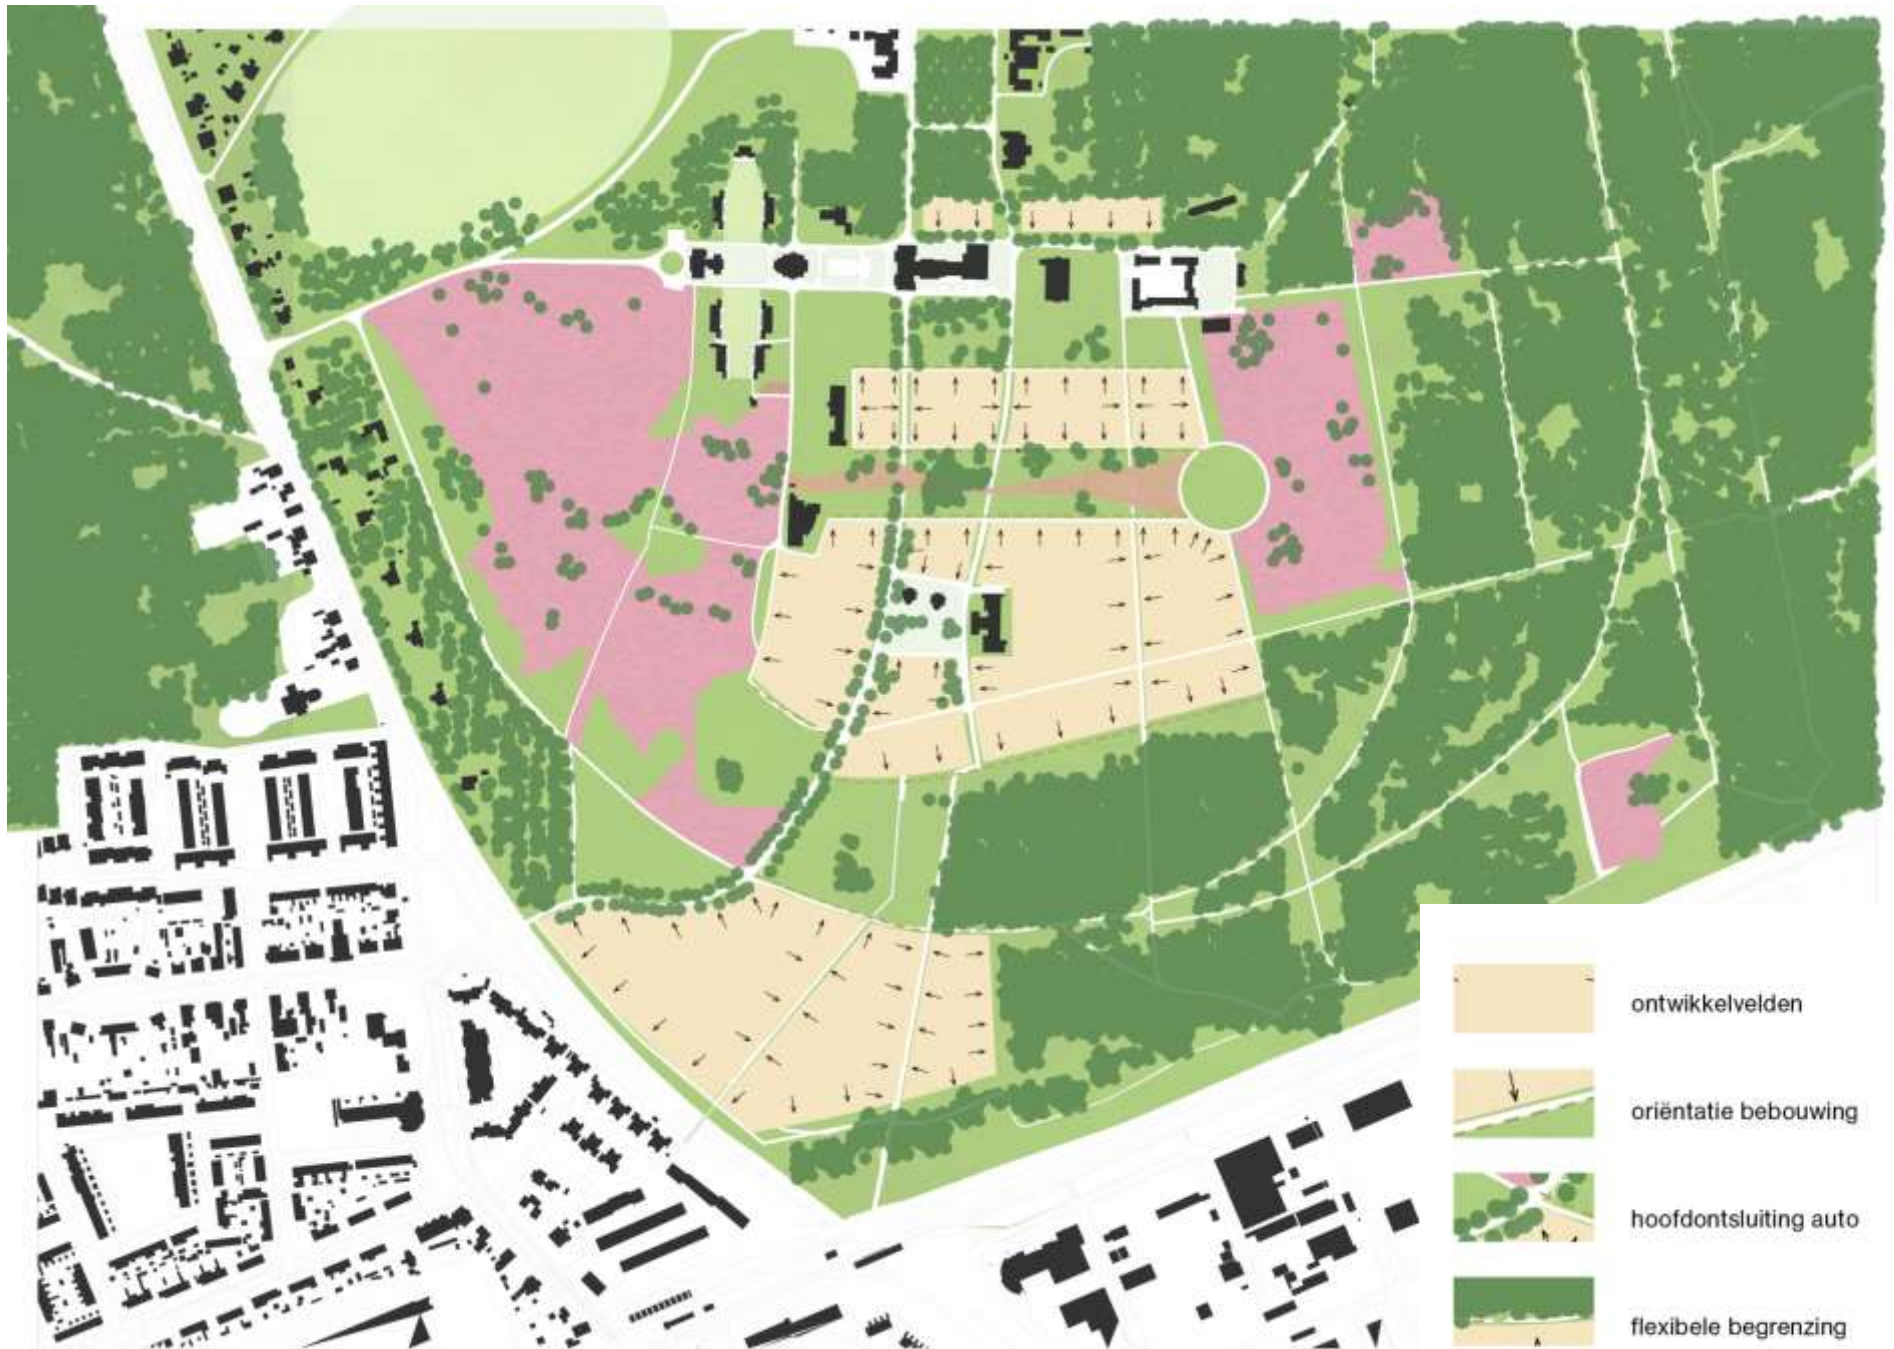 ontwikkelvelden
oriëntatie bebouwing
hoofdontsluiting auto
flexibele begrenzing